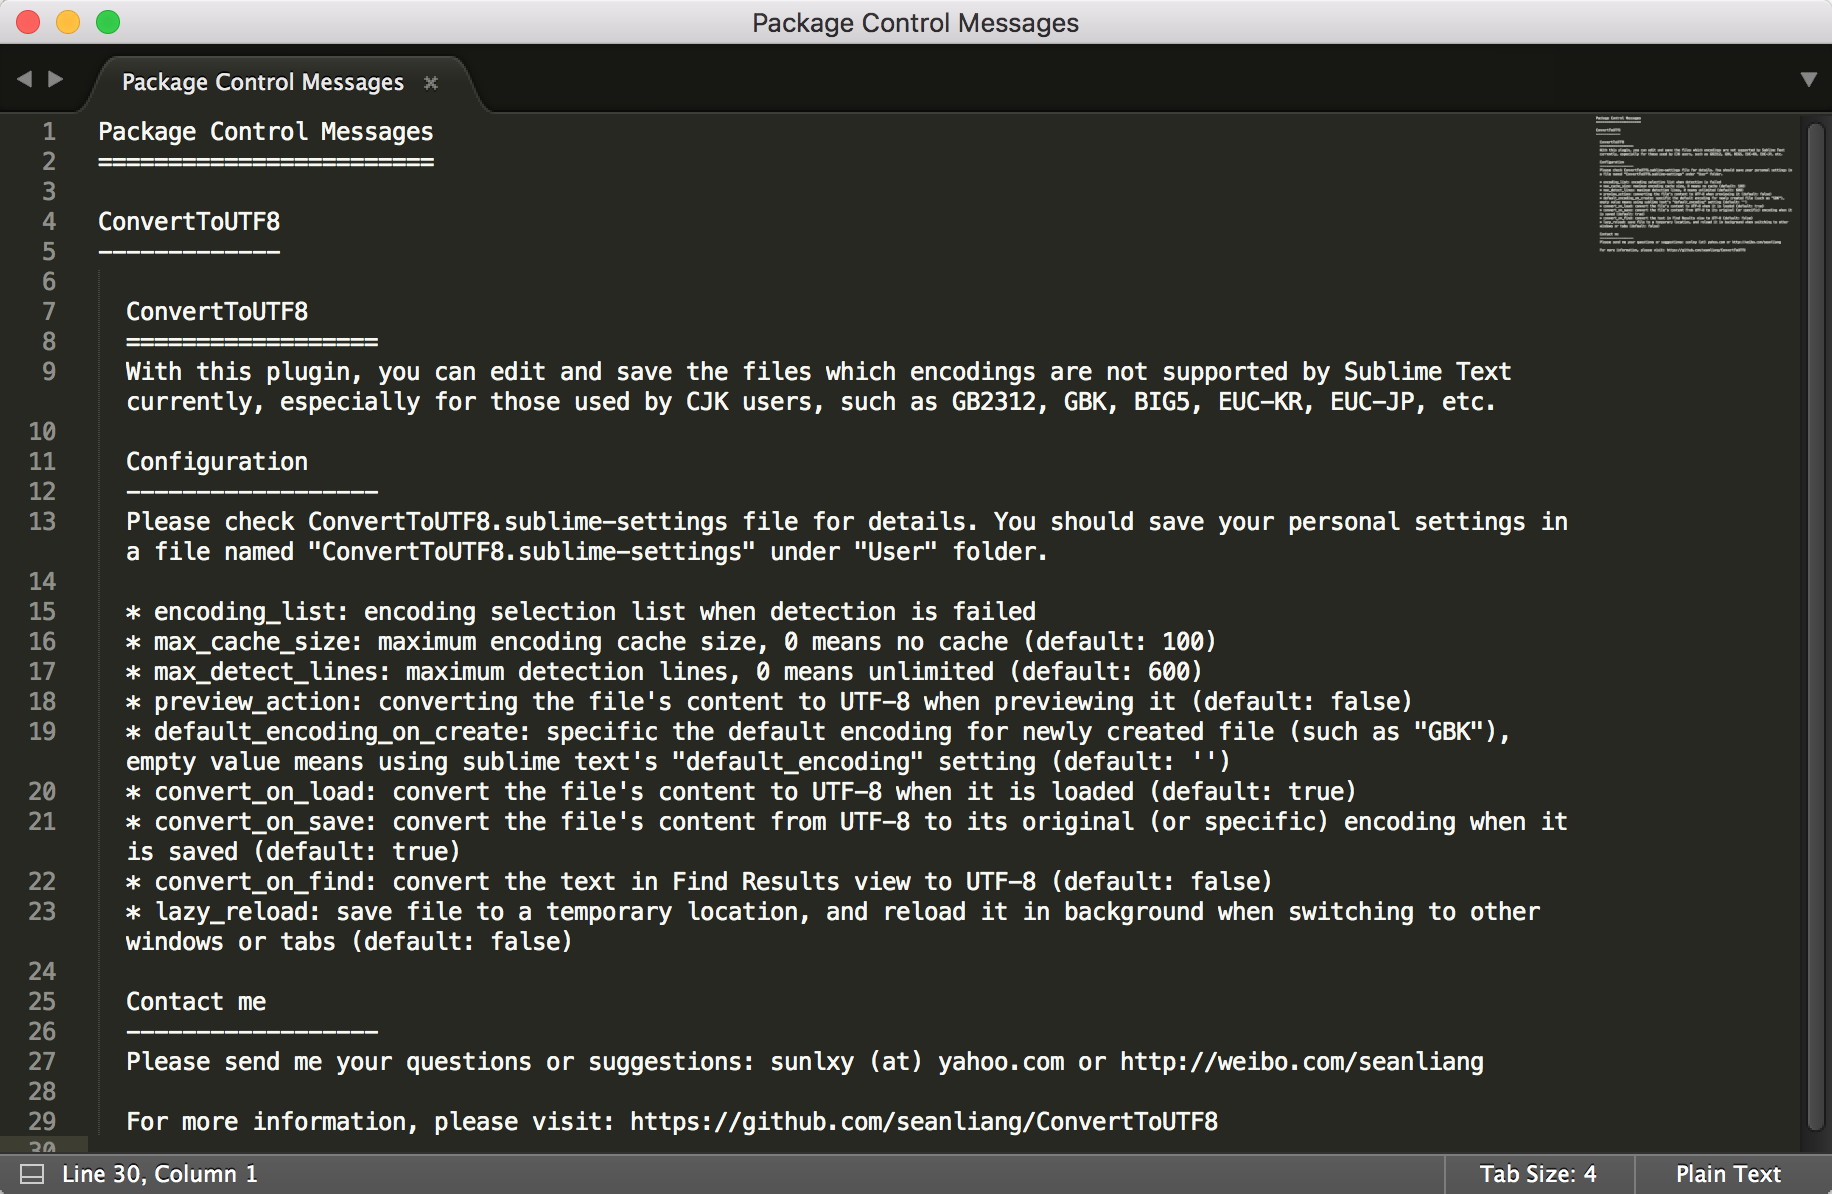 Package Control Messages
Package Control Messages
1 Package Control Messages
2 ========================
3
4 ConvertToUTF8
5 -------------
6
7 ConvertToUTF8
8 ==================
9 With this plugin, you can edit and save the files which encodings are not supported by Sublime Text
currently, especially for those used by CJK users, such as GB2312, GBK, BIG5, EUC-KR, EUC-JP, etc.
10
11 Configuration
12 ------------------
13 Please check ConvertToUTF8.sublime-settings file for details. You should save your personal settings in
a file named "ConvertToUTF8.sublime-settings" under "User" folder.
14
15 * encoding_list: encoding selection list when detection is failed
16 * max_cache_size: maximum encoding cache size, 0 means no cache (default: 100)
17 * max_detect_lines: maximum detection lines, 0 means unlimited (default: 600)
18 * preview_action: converting the file's content to UTF-8 when previewing it (default: false)
19 * default_encoding_on_create: specific the default encoding for newly created file (such as "GBK"),
empty value means using sublime text's "default_encoding" setting (default: '')
20 * convert_on_load: convert the file's content to UTF-8 when it is loaded (default: true)
21 * convert_on_save: convert the file's content from UTF-8 to its original (or specific) encoding when it
is saved (default: true)
22 * convert_on_find: convert the text in Find Results view to UTF-8 (default: false)
23 * lazy_reload: save file to a temporary location, and reload it in background when switching to other
windows or tabs (default: false)
24
25 Contact me
26 ------------------
27 Please send me your questions or suggestions: sunlxy (at) yahoo.com or http://weibo.com/seanliang
28
29 For more information, please visit: https://github.com/seanliang/ConvertToUTF8
30
Line 30, Column 1
Tab Size: 4
Plain Text